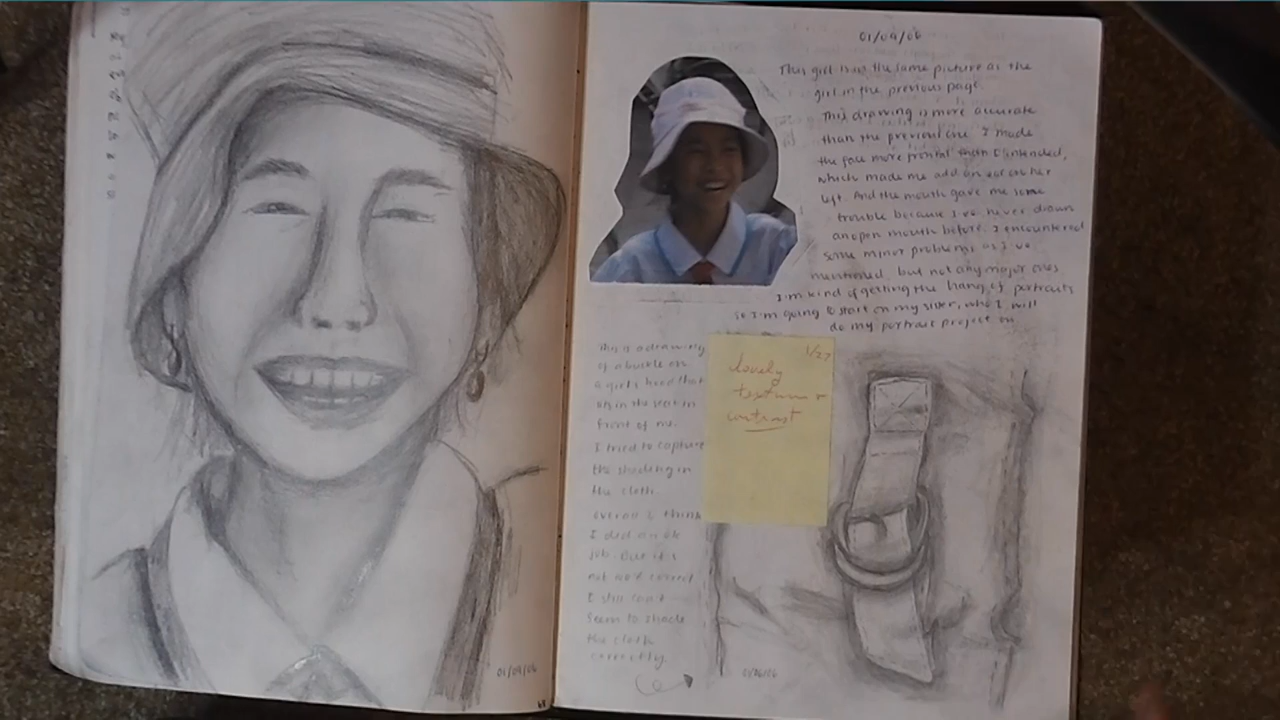 01/09/06
This girl is in the same picture as the
girl in the previous page.
This drawing is more accurate
than the previous one. I made
the face more frontal than I intended,
which made me add an ear on her
left. And the mouth gave me some
trouble because I've never drawn
an open mouth before. I encountered
some minor problems as I've
mentioned, but not any major ones
I'm kind of getting the hang of portraits
so I'm going to start on my sister, who I will
do my portrait project on.
This is a drawing
of a buckle on
a girl's hood that
sits in the seat in
front of me.
I tried to capture
the shading in
the cloth.
Overall I think
I did an ok
job. But it's
not correct
I still can't
seem to shade
the cloth
correctly.
1/27
lovely
texture +
contrast
01/09/06